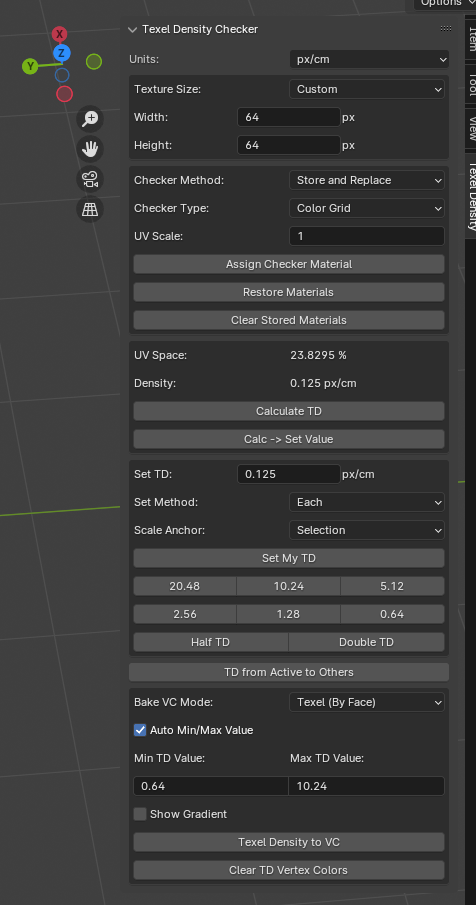 Options
Texel Density Checker
X
Z
Y
Units: px/cm
Texture Size: Custom
Width: 64 px
Height: 64 px
Checker Method: Store and Replace
Checker Type: Color Grid
UV Scale: 1
Assign Checker Material
Restore Materials
Clear Stored Materials
UV Space: 23.8295 %
Density: 0.125 px/cm
Calculate TD
Calc -> Set Value
Set TD: 0.125 px/cm
Set Method: Each
Scale Anchor: Selection
Set My TD
20.48 10.24 5.12
2.56 1.28 0.64
Half TD Double TD
TD from Active to Others
Bake VC Mode: Texel (By Face)
Auto Min/Max Value
Min TD Value: Max TD Value:
0.64 10.24
Show Gradient
Texel Density to VC
Clear TD Vertex Colors
Item
Tool
View
Texel Density